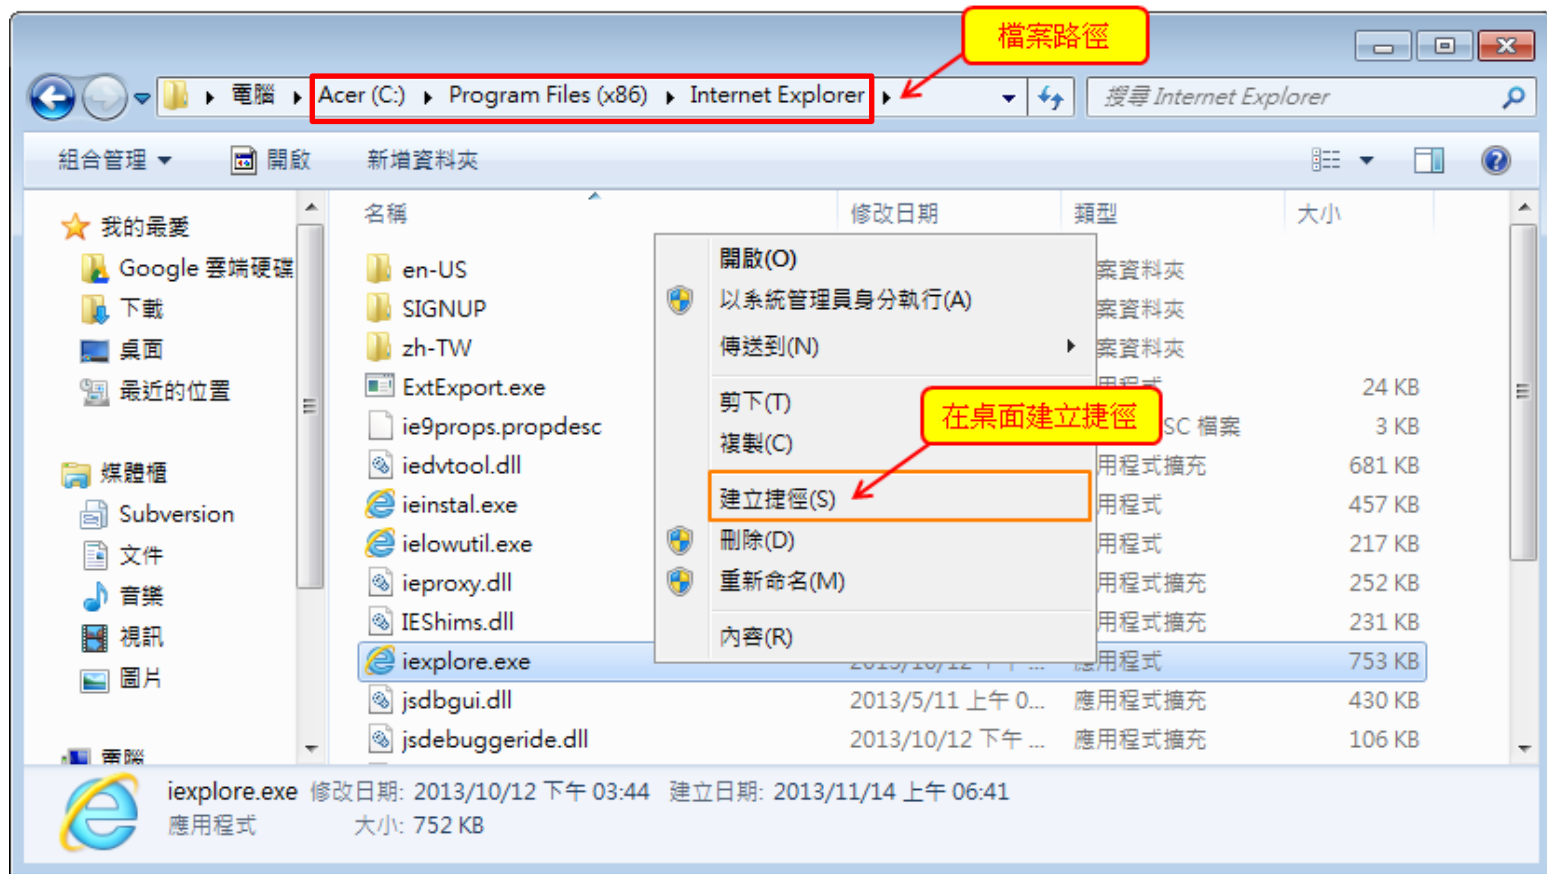 檔案路徑
電腦 Acer (C:) Program Files (x86) Internet Explorer 搜尋 Internet Explorer
組合管理 開啟 新增資料夾
名稱 修改日期 類型 大小
我的最愛
Google 雲端硬碟
下載
桌面
最近的位置
媒體櫃
Subversion
文件
音樂
視訊
圖片
電腦
en-US 案資料夾
SIGNUP 案資料夾
zh-TW 案資料夾
ExtExport.exe 用程式 24 KB
ie9props.propdesc SC 檔案 3 KB
iedvtool.dll 用程式擴充 681 KB
ieinstal.exe 用程式 457 KB
ielowutil.exe 用程式 217 KB
ieproxy.dll 用程式擴充 252 KB
IEShims.dll 用程式擴充 231 KB
iexplore.exe 2013/10/12 下午 ... 應用程式 753 KB
jsdbgui.dll 2013/5/11 上午 0... 應用程式擴充 430 KB
jsdebuggeride.dll 2013/10/12 下午 ... 應用程式擴充 106 KB
開啟(O)
以系統管理員身分執行(A)
傳送到(N)
剪下(T)
複製(C)
在桌面建立捷徑
建立捷徑(S)
刪除(D)
重新命名(M)
內容(R)
iexplore.exe 修改日期: 2013/10/12 下午 03:44 建立日期: 2013/11/14 上午 06:41
應用程式 大小: 752 KB